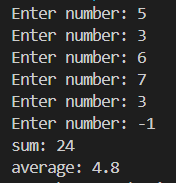 Enter number: 5
Enter number: 3
Enter number: 6
Enter number: 7
Enter number: 3
Enter number: -1
sum: 24
average: 4.8